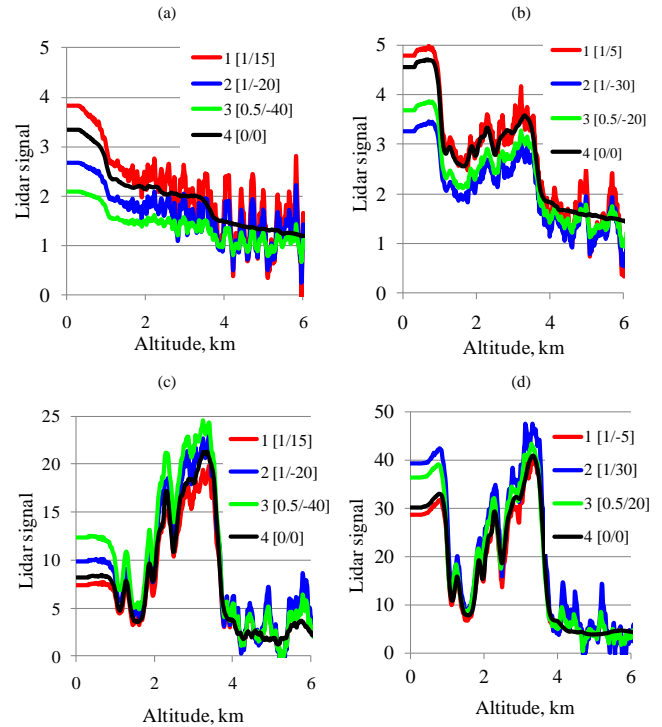 (a)
5
4
3
2
1
0
Lidar signal
1 [1/15]
2 [1/-20]
3 [0.5/-40]
4 [0/0]
0 2 4 6
Altitude, km
(b)
5
4
3
2
1
0
Lidar signal
1 [1/5]
2 [1/-30]
3 [0.5/-20]
4 [0/0]
0 2 4 6
Altitude, km
(c)
25
20
15
10
5
0
Lidar signal
1 [1/15]
2 [1/-20]
3 [0.5/-40]
4 [0/0]
0 2 4 6
Altitude, km
(d)
50
40
30
20
10
0
Lidar signal
1 [1/-5]
2 [1/30]
3 [0.5/20]
4 [0/0]
0 2 4 6
Altitude, km